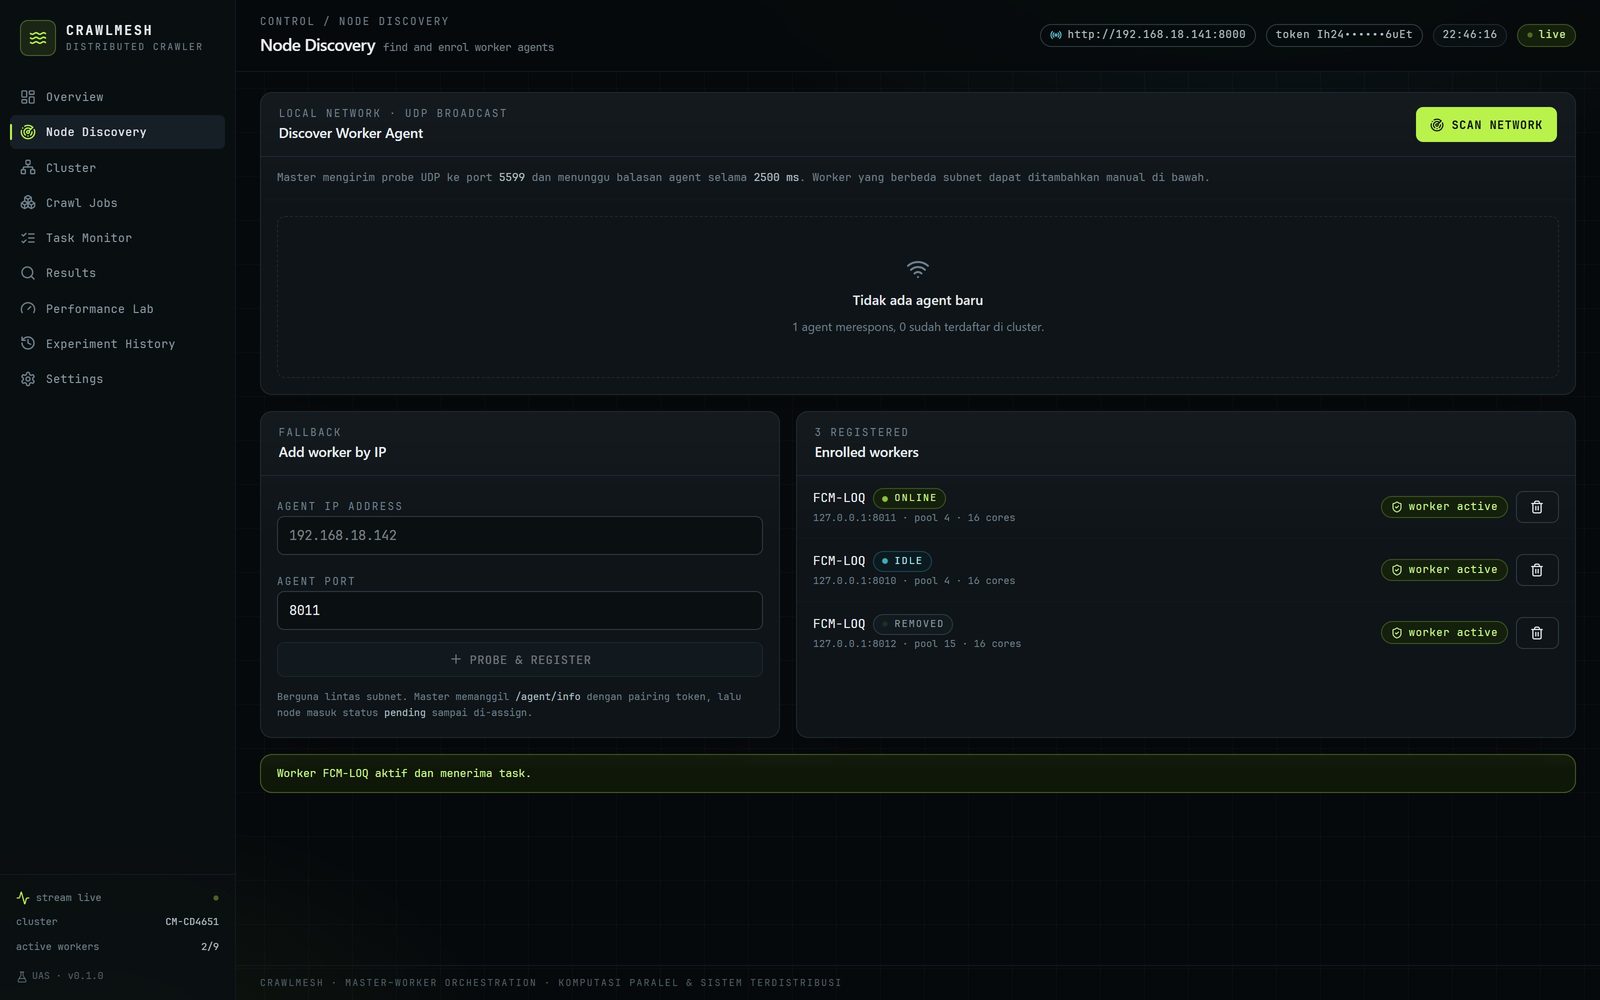 CRAWLMESH
DISTRIBUTED CRAWLER
Overview
Node Discovery
Cluster
Crawl Jobs
Task Monitor
Results
Performance Lab
Experiment History
Settings
stream live
cluster CM-CD4651
active workers 2/9
UAS · v0.1.0
CONTROL / NODE DISCOVERY
Node Discovery find and enrol worker agents
http://192.168.18.141:8000
token Ih24••••••6uEt
22:46:16
live
LOCAL NETWORK · UDP BROADCAST
Discover Worker Agent
SCAN NETWORK
Master mengirim probe UDP ke port 5599 dan menunggu balasan agent selama 2500 ms. Worker yang berbeda subnet dapat ditambahkan manual di bawah.
Tidak ada agent baru
1 agent merespons, 0 sudah terdaftar di cluster.
FALLBACK
Add worker by IP
AGENT IP ADDRESS
192.168.18.142
AGENT PORT
8011
+ PROBE & REGISTER
Berguna lintas subnet. Master memanggil /agent/info dengan pairing token, lalu
node masuk status pending sampai di-assign.
3 REGISTERED
Enrolled workers
FCM-LOQ ONLINE
127.0.0.1:8011 · pool 4 · 16 cores
worker active
FCM-LOQ IDLE
127.0.0.1:8010 · pool 4 · 16 cores
worker active
FCM-LOQ REMOVED
127.0.0.1:8012 · pool 15 · 16 cores
worker active
Worker FCM-LOQ aktif dan menerima task.
CRAWLMESH · MASTER-WORKER ORCHESTRATION · KOMPUTASI PARALEL & SISTEM TERDISTRIBUSI